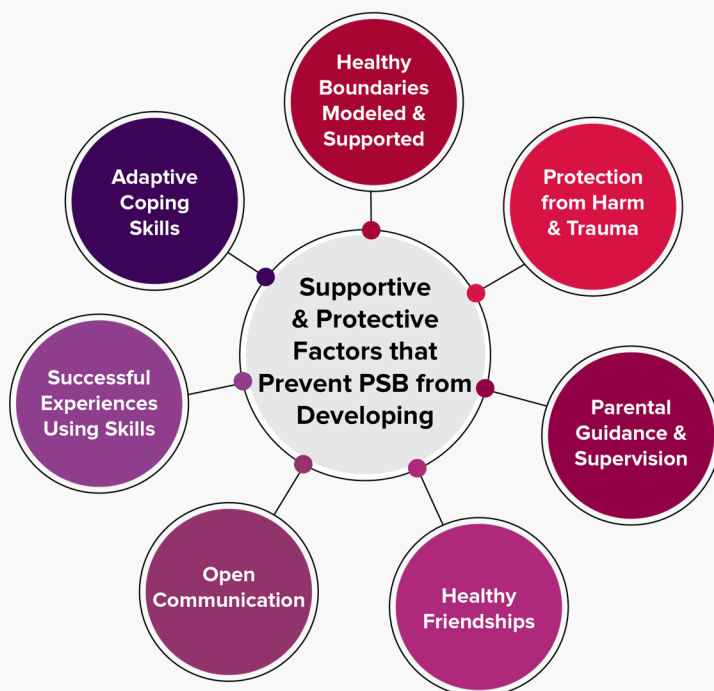 Healthy
Boundaries
Modeled &
Supported
Protection
from Harm
& Trauma
Parental
Guidance &
Supervision
Healthy
Friendships
Open
Communication
Successful
Experiences
Using Skills
Adaptive
Coping
Skills
Supportive
& Protective
Factors that
Prevent PSB from
Developing